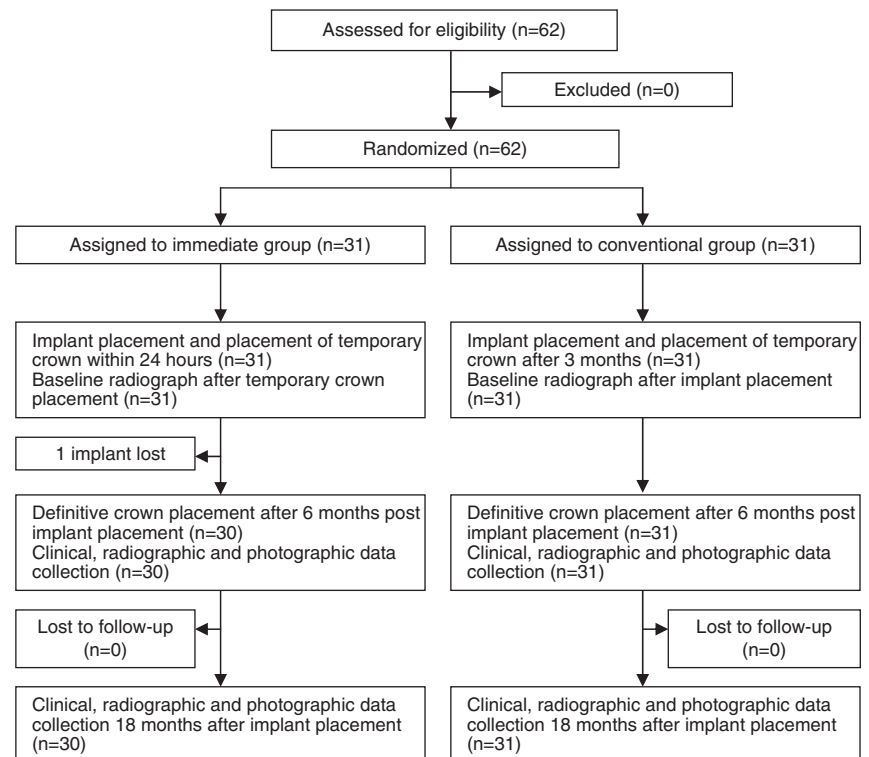 Assessed for eligibility (n=62)
Excluded (n=0)
Randomized (n=62)
Assigned to immediate group (n=31)
Assigned to conventional group (n=31)
Implant placement and placement of temporary
crown within 24 hours (n=31)
Baseline radiograph after temporary crown
placement (n=31)
Implant placement and placement of temporary
crown after 3 months (n=31)
Baseline radiograph after implant placement
(n=31)
1 implant lost
Definitive crown placement after 6 months post
implant placement (n=30)
Clinical, radiographic and photographic data
collection (n=30)
Definitive crown placement after 6 months post
implant placement (n=31)
Clinical, radiographic and photographic data
collection (n=31)
Lost to follow-up
(n=0)
Lost to follow-up
(n=0)
Clinical, radiographic and photographic data
collection 18 months after implant placement
(n=30)
Clinical, radiographic and photographic data
collection 18 months after implant placement
(n=31)